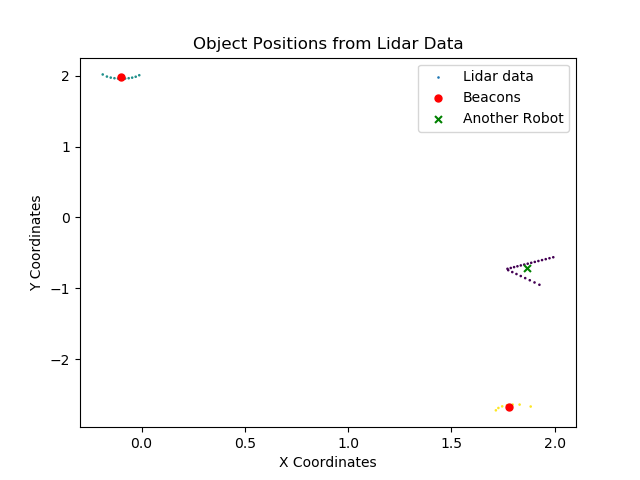 Object Positions from Lidar Data
Lidar data
Beacons
Another Robot
Y Coordinates
2
1
0
−1
−2
0.0 0.5 1.0 1.5 2.0
X Coordinates